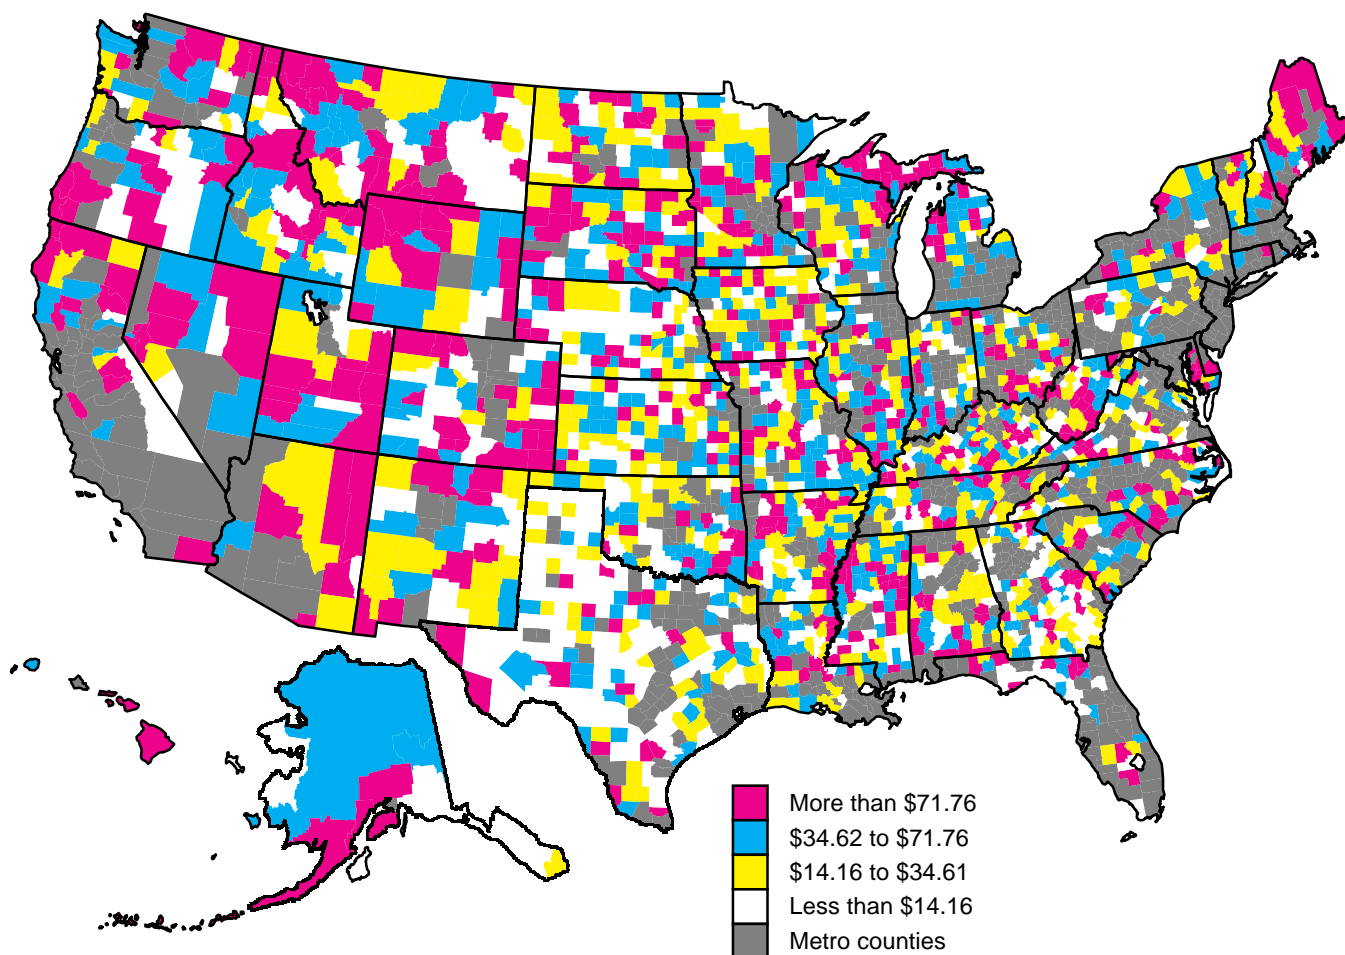 More than $71.76
$34.62 to $71.76
$14.16 to $34.61
Less than $14.16
Metro counties